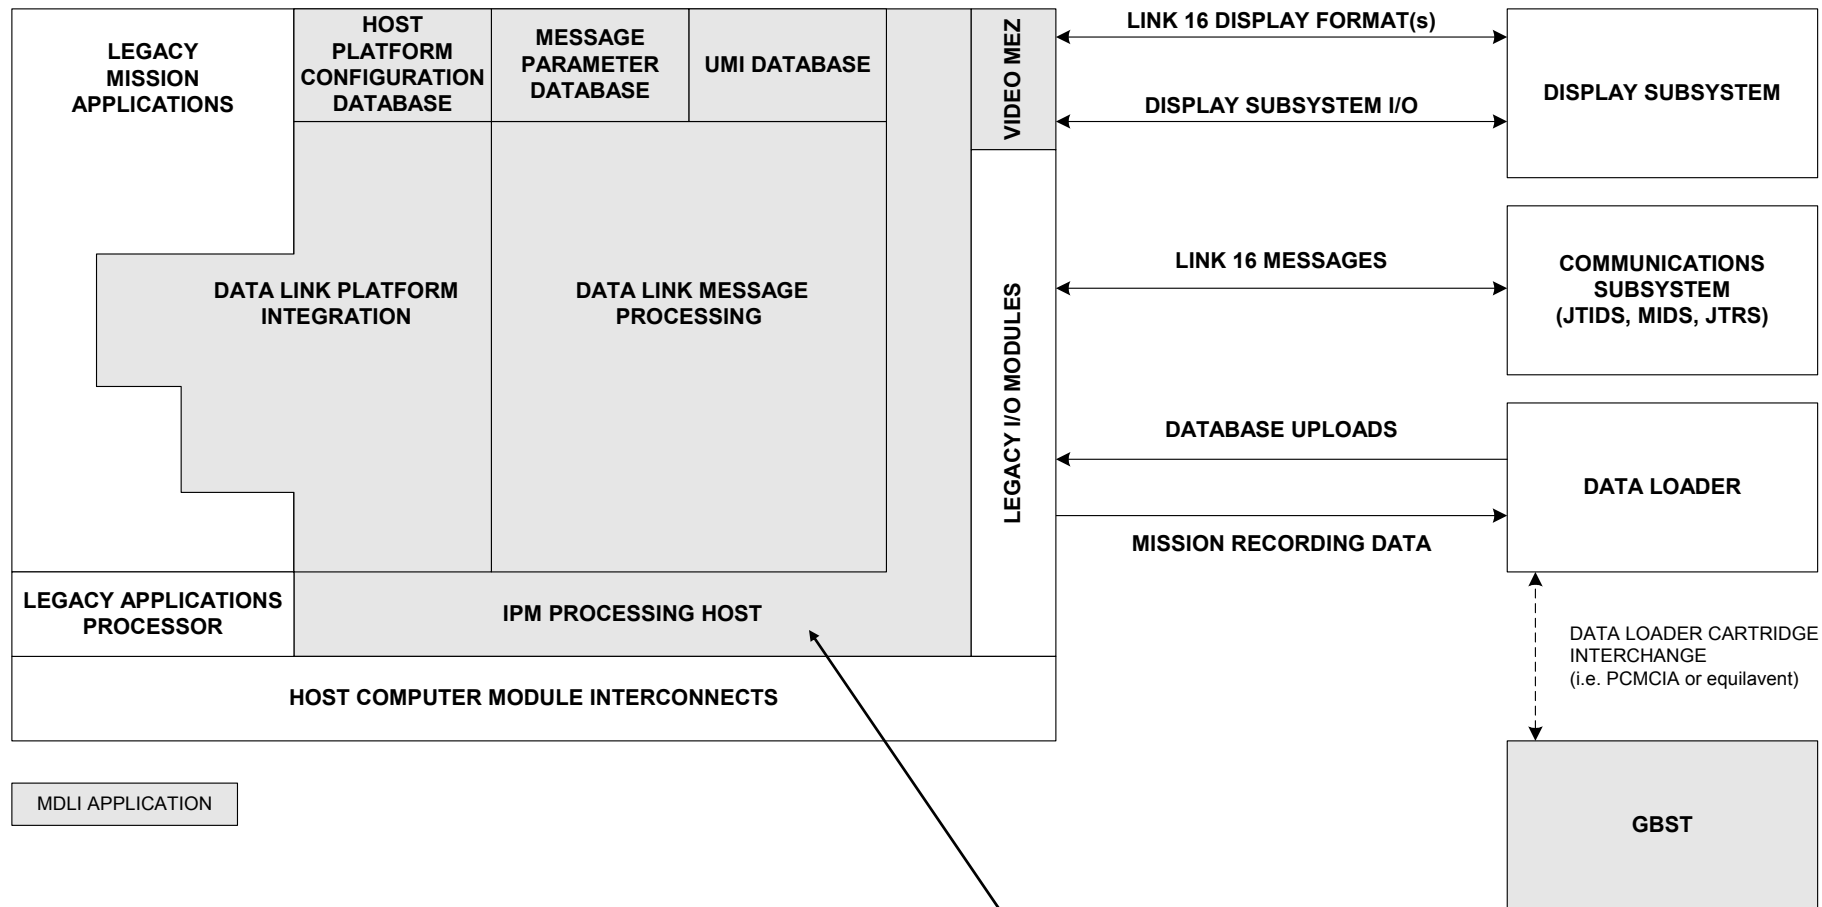 LEGACY
MISSION
APPLICATIONS
HOST
PLATFORM
CONFIGURATION
DATABASE
MESSAGE
PARAMETER
DATABASE
UMI DATABASE
VIDEO MEZ
LINK 16 DISPLAY FORMAT(s)
DISPLAY SUBSYSTEM I/O
DISPLAY SUBSYSTEM
DATA LINK PLATFORM
INTEGRATION
DATA LINK MESSAGE
PROCESSING
LEGACY I/O MODULES
LINK 16 MESSAGES
COMMUNICATIONS
SUBSYSTEM
(JTIDS, MIDS, JTRS)
DATABASE UPLOADS
MISSION RECORDING DATA
DATA LOADER
LEGACY APPLICATIONS
PROCESSOR
IPM PROCESSING HOST
HOST COMPUTER MODULE INTERCONNECTS
DATA LOADER CARTRIDGE
INTERCHANGE
(i.e. PCMCIA or equilavent)
MDLI APPLICATION
GBST